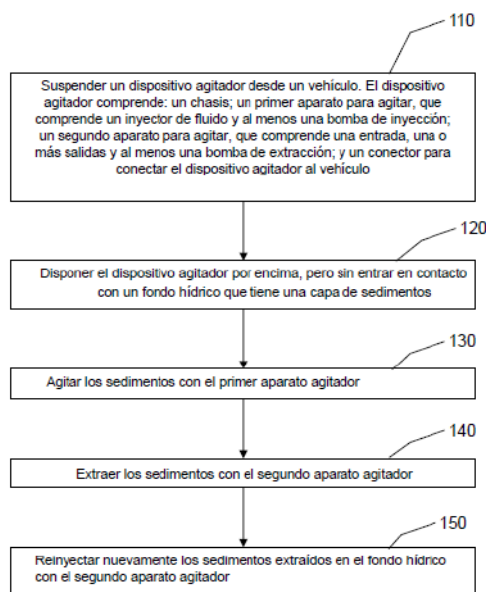 110
Suspender un dispositivo agitador desde un vehículo. El dispositivo
agitador comprende: un chasis; un primer aparato para agitar, que
comprende un inyector de fluido y al menos una bomba de inyección;
un segundo aparato para agitar, que comprende una entrada, una o
más salidas y al menos una bomba de extracción; y un conector para
conectar el dispositivo agitador al vehículo
120
Disponer el dispositivo agitador por encima, pero sin entrar en contacto
con un fondo hídrico que tiene una capa de sedimentos
130
Agitar los sedimentos con el primer aparato agitador
140
Extraer los sedimentos con el segundo aparato agitador
150
Reinyectar nuevamente los sedimentos extraídos en el fondo hídrico
con el segundo aparato agitador